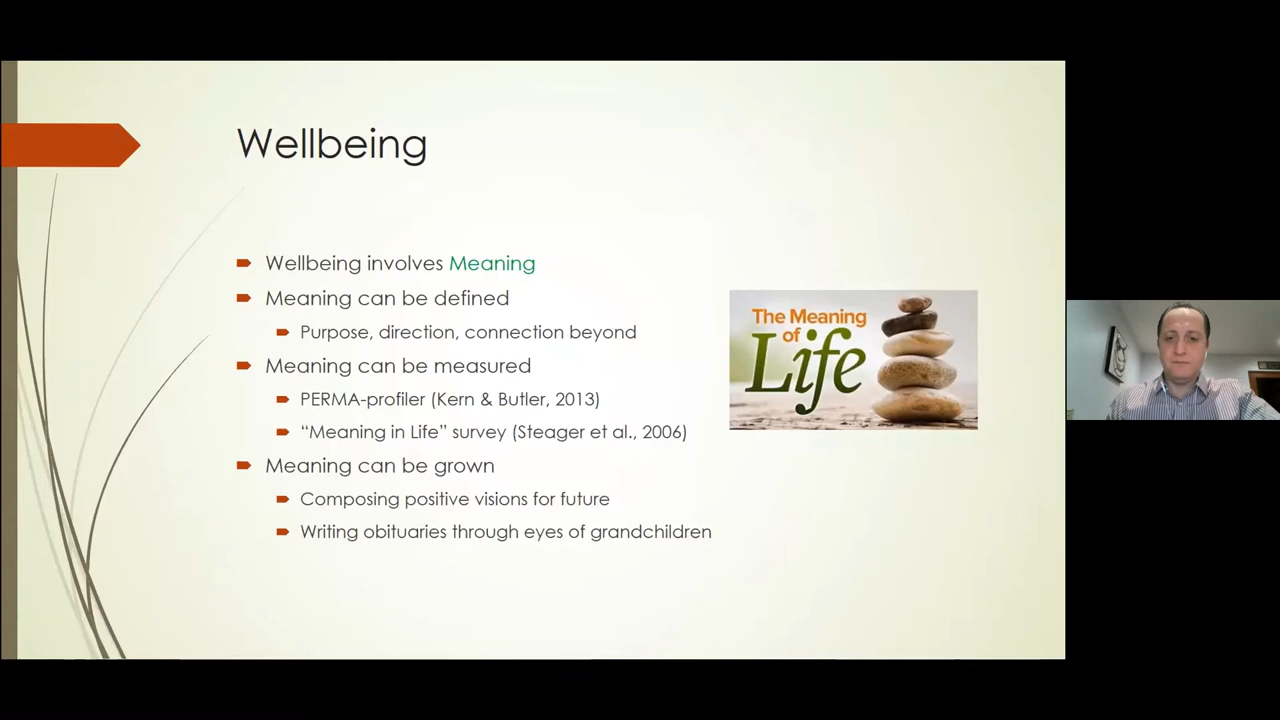 Wellbeing
Wellbeing involves Meaning
Meaning can be defined
Purpose, direction, connection beyond
Meaning can be measured
PERMA-profiler (Kern & Butler, 2013)
“Meaning in Life” survey (Steager et al., 2006)
Meaning can be grown
Composing positive visions for future
Writing obituaries through eyes of grandchildren
The Meaning
of
Life